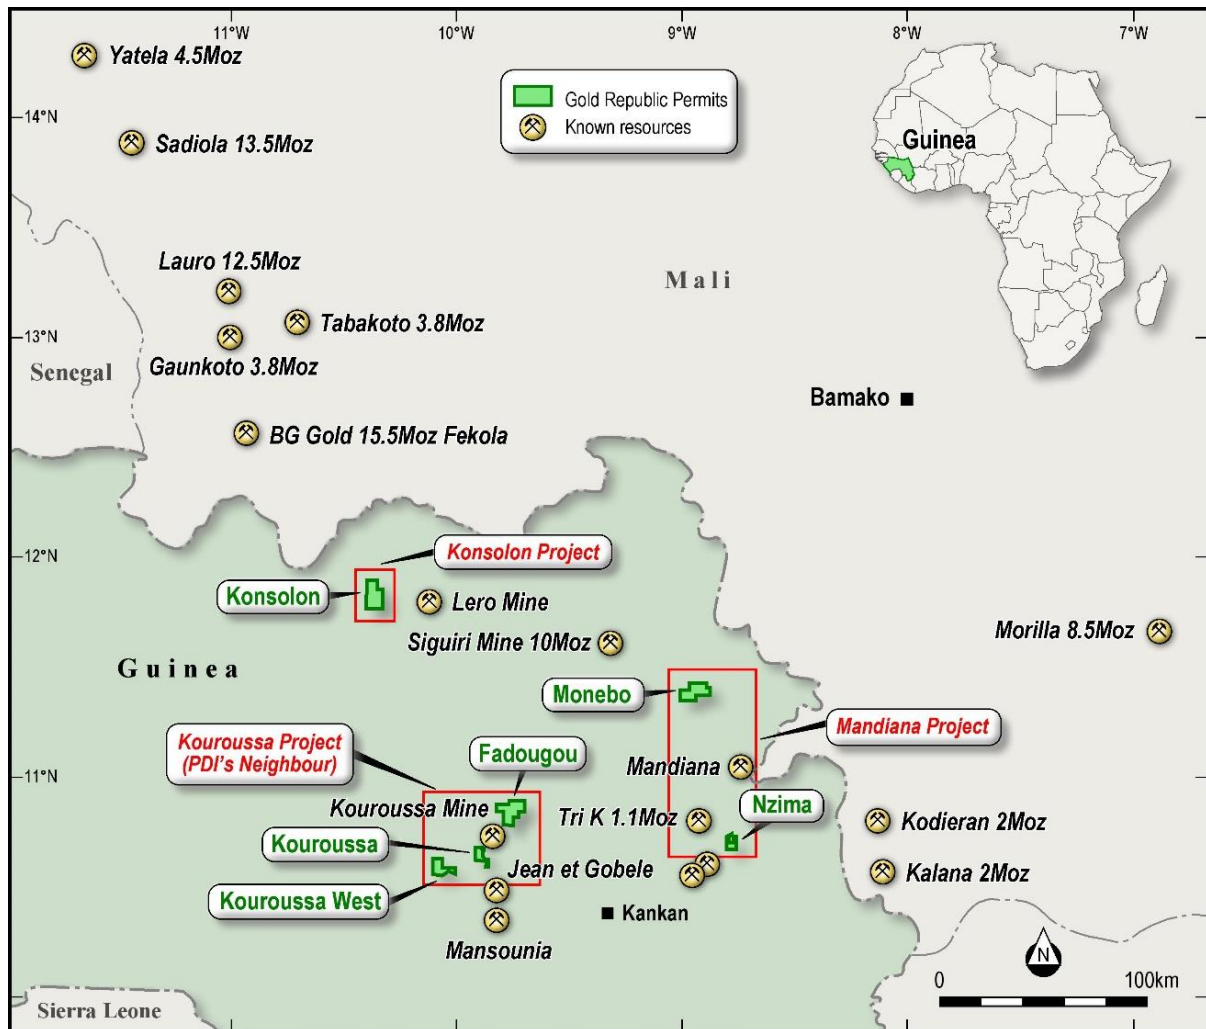 11°W
10°W
9°W
8°W
7°W
Yatela 4.5Moz
Gold Republic Permits
Known resources
14°N
Guinea
Sadiola 13.5Moz
Lauro 12.5Moz
Mali
Tabakoto 3.8Moz
13°N
Gaunkoto 3.8Moz
Senegal
Bamako
BG Gold 15.5Moz Fekola
12°N
Konsolon Project
Konsolon
Lero Mine
Siguiri Mine 10Moz
Morilla 8.5Moz
Guinea
Monebo
Mandiana Project
Kouroussa Project
(PDI's Neighbour)
Fadougou
Mandiana
11°N
Kouroussa Mine
Tri K 1.1Moz
Nzima
Kodieran 2Moz
Kouroussa
Jean et Gobele
Kalana 2Moz
Kouroussa West
Kankan
Mansounia
N
0
100km
Sierra Leone